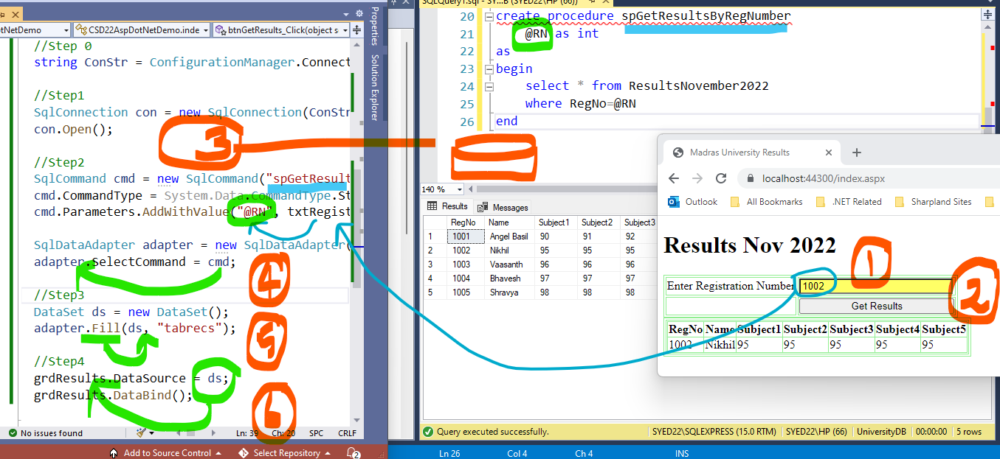 otNetDemo
CSD22AspDotNetDemo.inde
btnGetResults_Click(object s
//Step 0
string ConStr = ConfigurationManager.Connect
//Step1
SqlConnection con = new SqlConnection(ConStr
con.Open();
//Step2
SqlCommand cmd = new SqlCommand("spGetResult
cmd.CommandType = System.Data.CommandType.St
cmd.Parameters.AddWithValue("@RN", txtRegist
SqlDataAdapter adapter = new SqlDataAdapter(
adapter.SelectCommand = cmd;
//Step3
DataSet ds = new DataSet();
adapter.Fill(ds, "tabrecs");
//Step4
grdResults.DataSource = ds;
grdResults.DataBind();
3
4
5
6
No issues found
Ln: 39 Ch: 20 SPC CRLF
Add to Source Control
Select Repository
2
Properties
Solution Explorer
SQLQuery1.sql - SY...B (SYED22\HP (66))
20 create procedure spGetResultsByRegNumber
21 @RN as int
22 as
23 begin
24 select * from ResultsNovember2022
25 where RegNo=@RN
26 end
140 %
Results Messages
RegNo Name Subject1 Subject2 Subject3
1 1001 Angel Basil 90 91 92
2 1002 Nikhil 95 95 95
3 1003 Vaasanth 96 96 96
4 1004 Bhavesh 97 97 97
5 1005 Shravya 98 98 98
Query executed successfully.
SYED22\SQLEXPRESS (15.0 RTM) SYED22\HP (66) UniversityDB 00:00:00 5 rows
Ln 26 Col 4 Ch 4 INS
Madras University Results
localhost:44300/index.aspx
Outlook All Bookmarks .NET Related Sharpland Sites
Results Nov 2022
1
Enter Registration Number 1002
2
Get Results
RegNo Name Subject1 Subject2 Subject3 Subject4 Subject5
1002 Nikhil 95 95 95 95 95